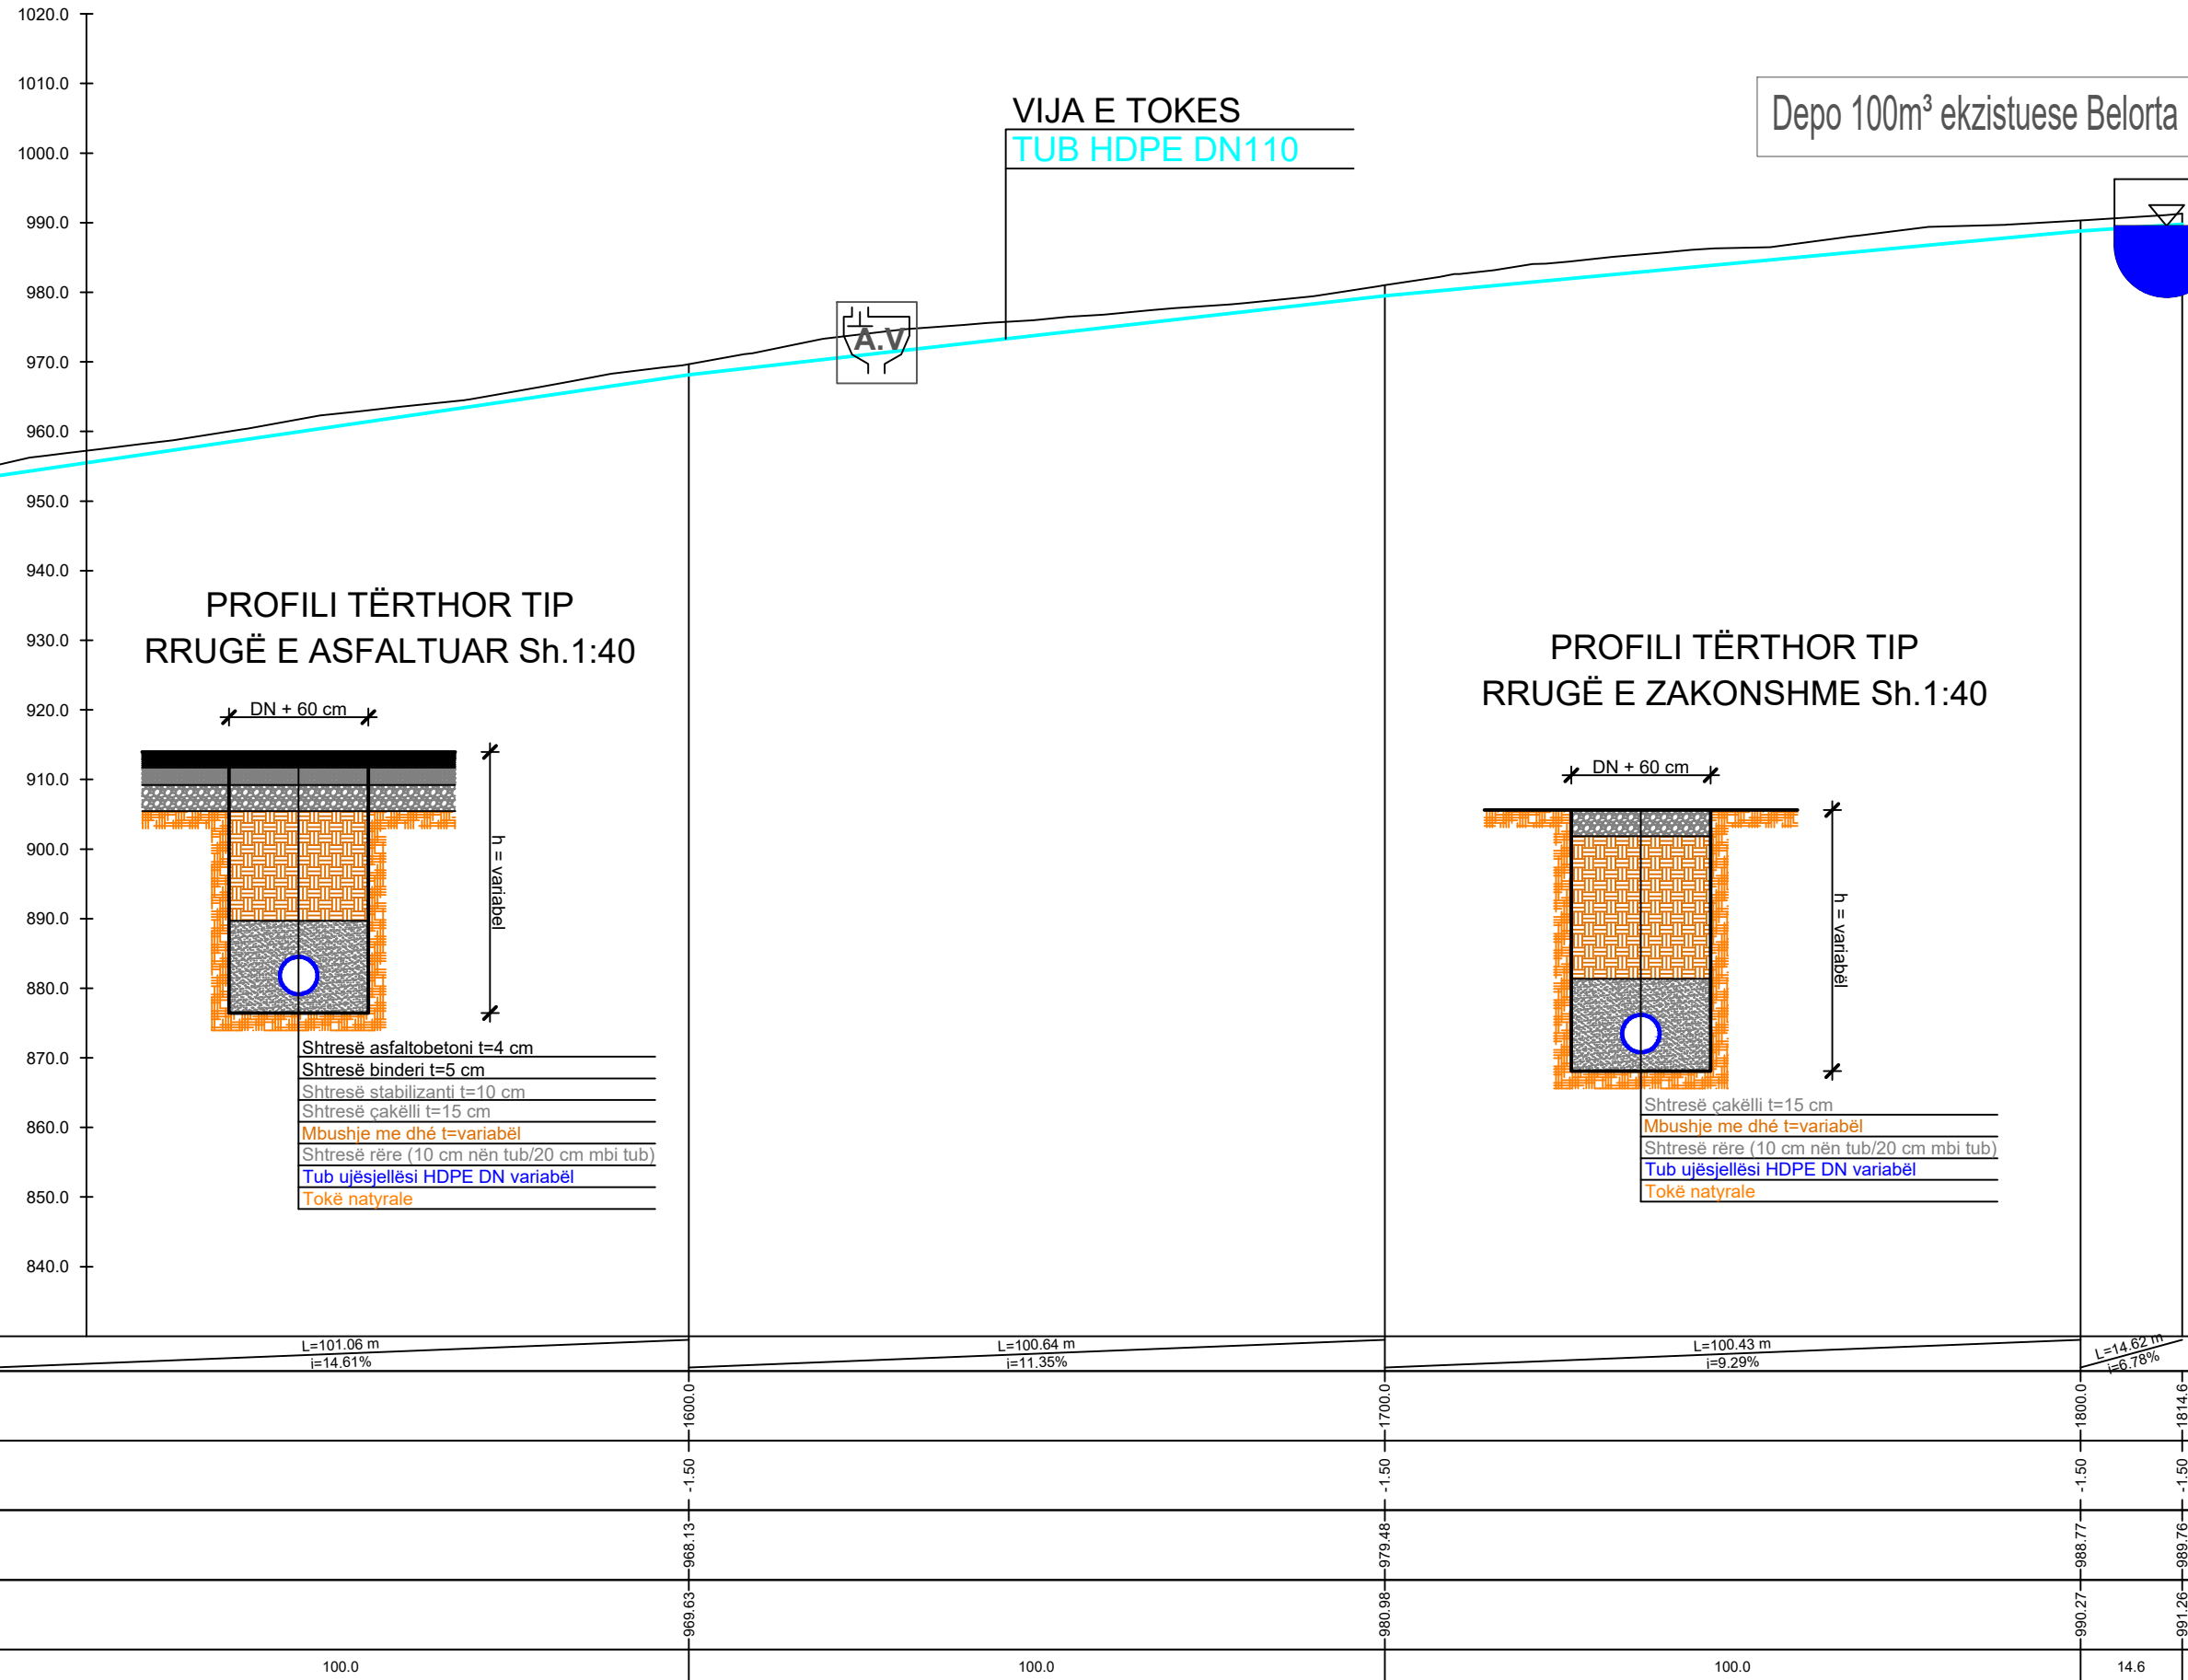 1020.0
1010.0
1000.0
990.0
980.0
970.0
960.0
950.0
940.0
930.0
920.0
910.0
900.0
890.0
880.0
870.0
860.0
850.0
840.0
VIJA E TOKES
TUB HDPE DN110
Depo 100m³ ekzistuese Belorta
A.V
PROFILI TËRTHOR TIP
RRUGË E ASFALTUAR Sh.1:40
DN + 60 cm
h = variabel
Shtresë asfaltobetoni t=4 cm
Shtresë binderi t=5 cm
Shtresë stabilizanti t=10 cm
Shtresë çakëlli t=15 cm
Mbushje me dhé t=variabël
Shtresë rëre (10 cm nën tub/20 cm mbi tub)
Tub ujësjellësi HDPE DN variabël
Tokë natyrale
PROFILI TËRTHOR TIP
RRUGË E ZAKONSHME Sh.1:40
DN + 60 cm
h = variabël
Shtresë çakëlli t=15 cm
Mbushje me dhé t=variabël
Shtresë rëre (10 cm nën tub/20 cm mbi tub)
Tub ujësjellësi HDPE DN variabël
Tokë natyrale
L=101.06 m
i=14.61%
L=100.64 m
i=11.35%
L=100.43 m
i=9.29%
L=14.62 m
i=6.78%
1600.0
1700.0
1800.0
1814.6
-1.50
-1.50
-1.50
-1.50
968.13
979.48
988.77
989.76
969.63
980.98
990.27
991.26
100.0
100.0
100.0
14.6